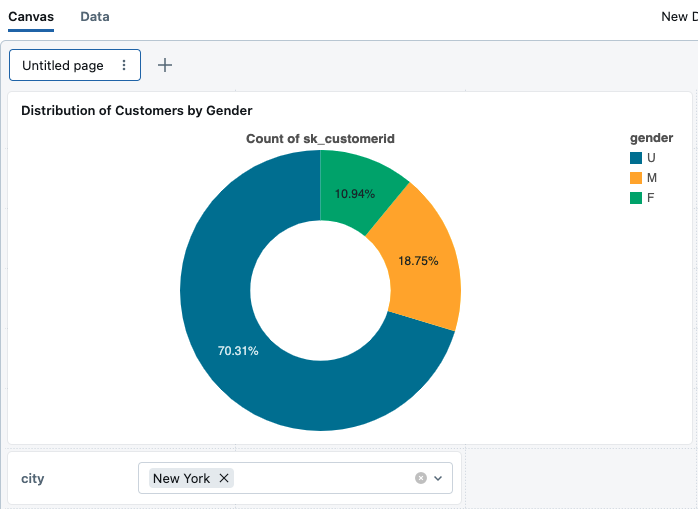 Canvas Data New D
Untitled page
Distribution of Customers by Gender
Count of sk_customerid
gender
U
M
F
10.94%
18.75%
70.31%
city New York